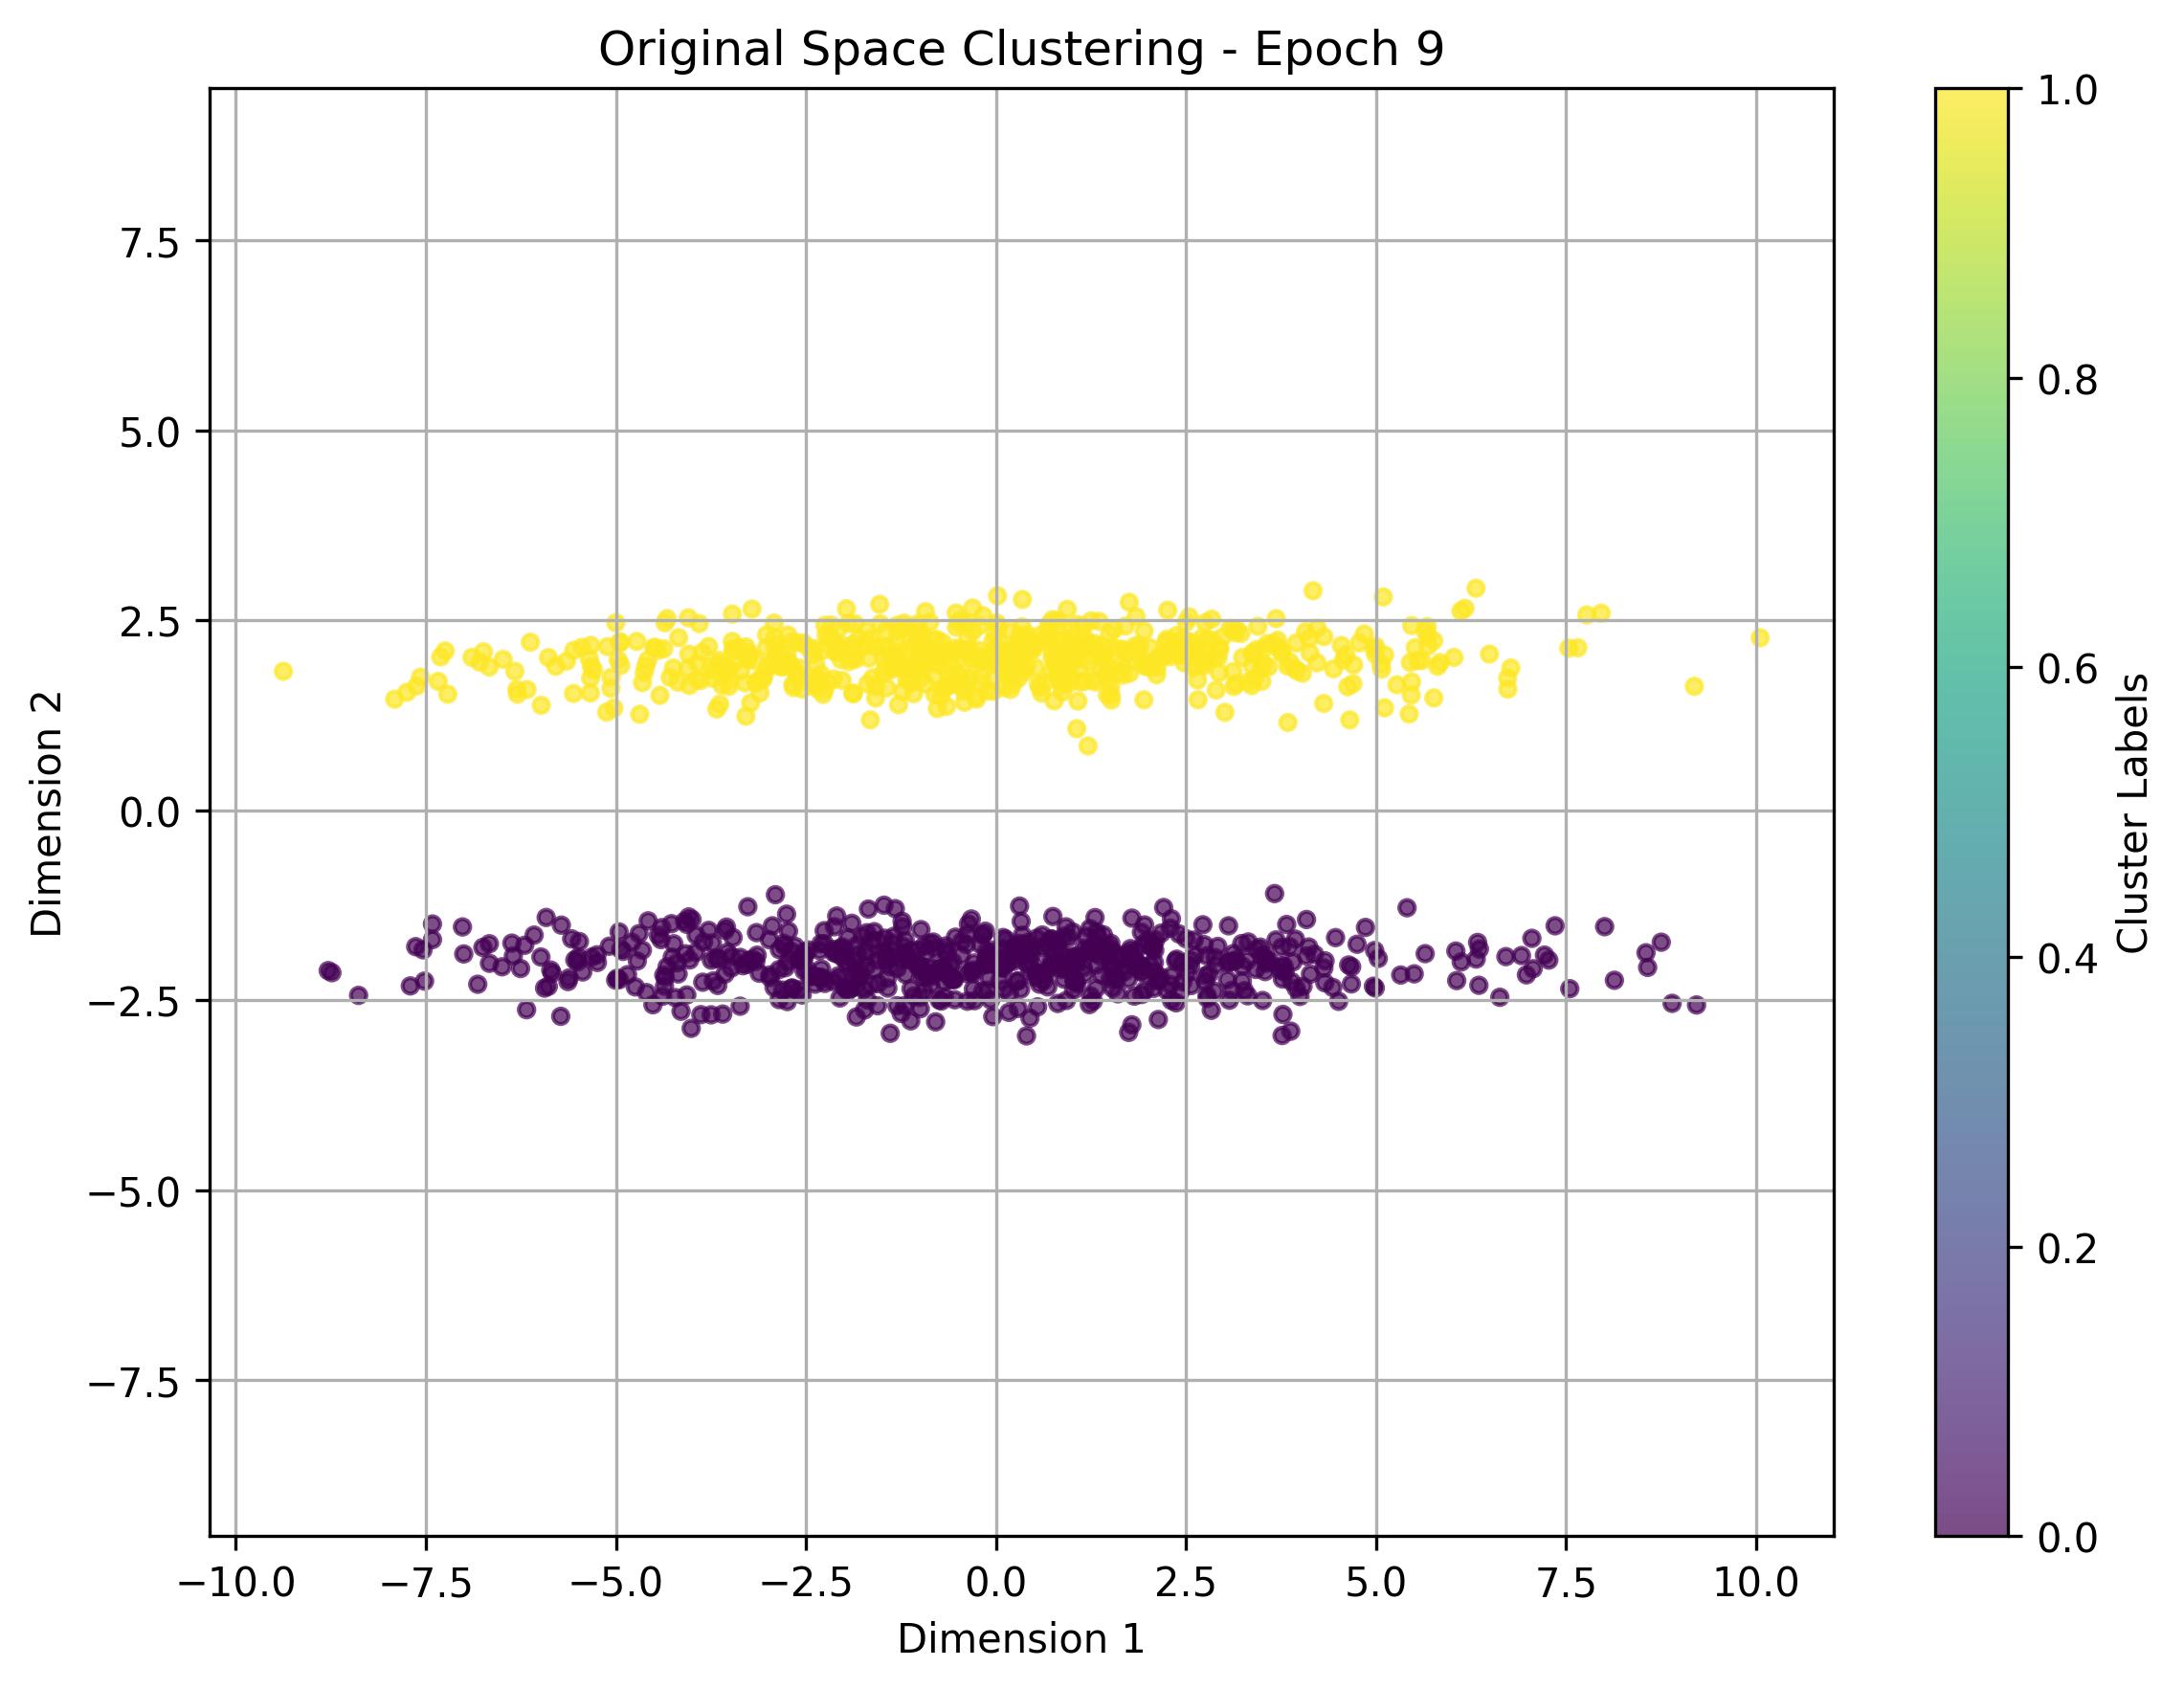 Original Space Clustering - Epoch 9
1.0
7.5
0.8
5.0
2.5
0.6
Dimension 2
Cluster Labels
0.0
0.4
−2.5
−5.0
0.2
−7.5
0.0
−10.0 −7.5 −5.0 −2.5 0.0 2.5 5.0 7.5 10.0
Dimension 1